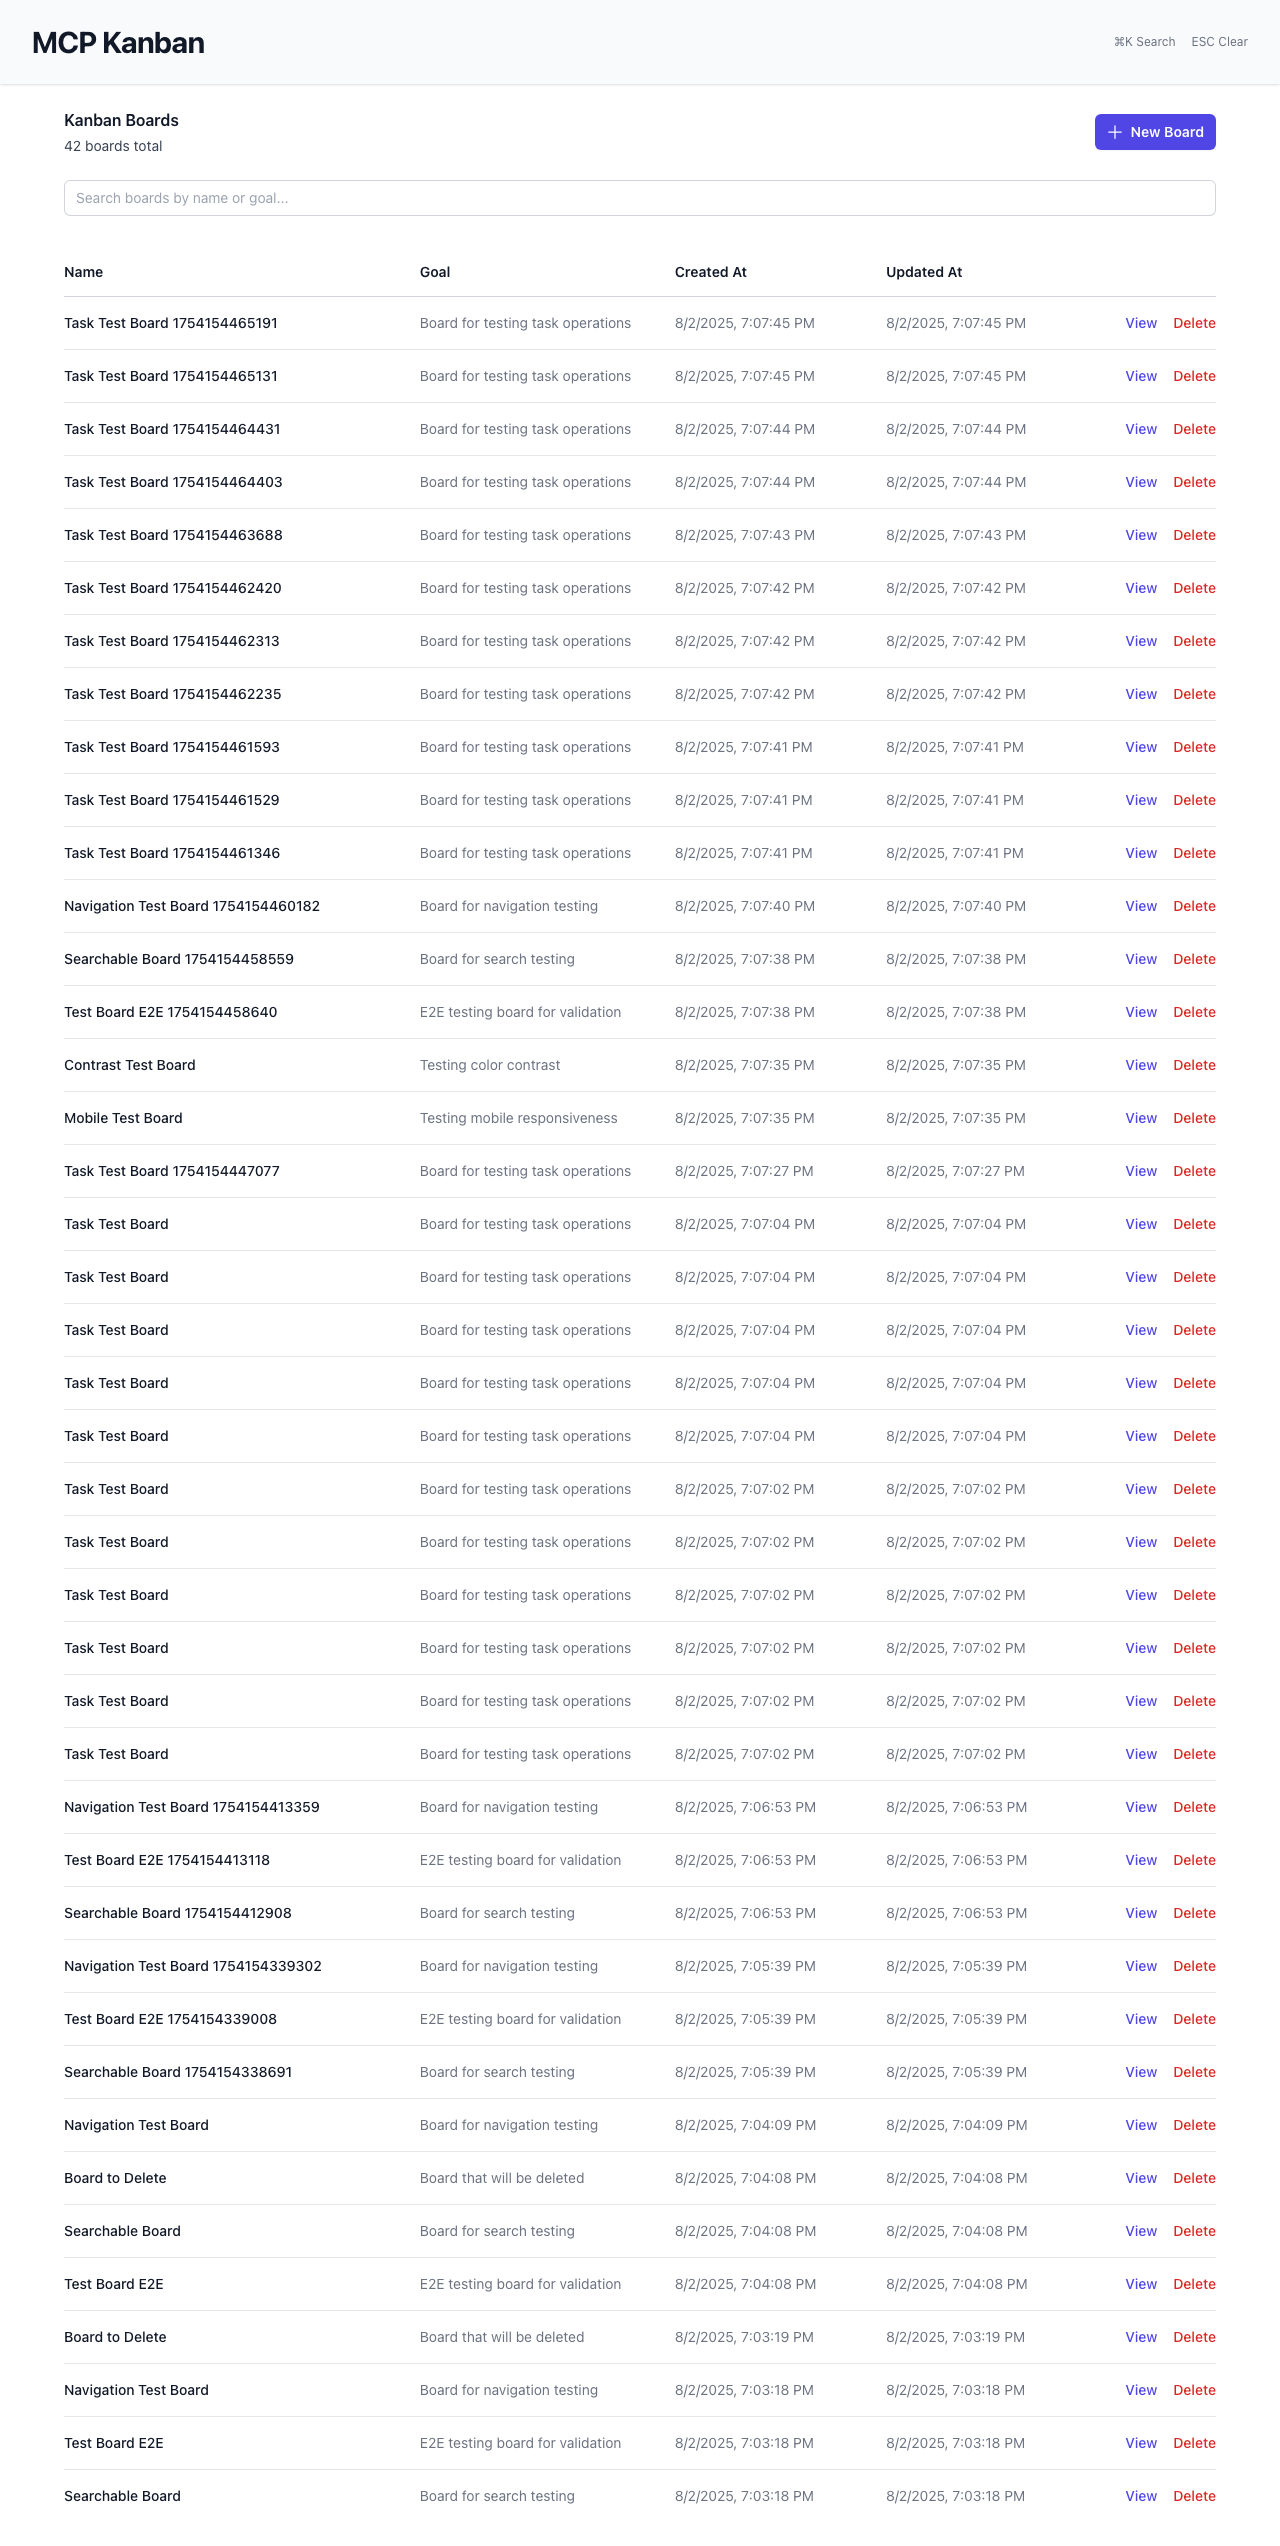 MCP Kanban
⌘K Search ESC Clear
Kanban Boards
42 boards total
New Board
Search boards by name or goal...
Name Goal Created At Updated At
Task Test Board 1754154465191 Board for testing task operations 8/2/2025, 7:07:45 PM 8/2/2025, 7:07:45 PM View Delete
Task Test Board 1754154465131 Board for testing task operations 8/2/2025, 7:07:45 PM 8/2/2025, 7:07:45 PM View Delete
Task Test Board 1754154464431 Board for testing task operations 8/2/2025, 7:07:44 PM 8/2/2025, 7:07:44 PM View Delete
Task Test Board 1754154464403 Board for testing task operations 8/2/2025, 7:07:44 PM 8/2/2025, 7:07:44 PM View Delete
Task Test Board 1754154463688 Board for testing task operations 8/2/2025, 7:07:43 PM 8/2/2025, 7:07:43 PM View Delete
Task Test Board 1754154462420 Board for testing task operations 8/2/2025, 7:07:42 PM 8/2/2025, 7:07:42 PM View Delete
Task Test Board 1754154462313 Board for testing task operations 8/2/2025, 7:07:42 PM 8/2/2025, 7:07:42 PM View Delete
Task Test Board 1754154462235 Board for testing task operations 8/2/2025, 7:07:42 PM 8/2/2025, 7:07:42 PM View Delete
Task Test Board 1754154461593 Board for testing task operations 8/2/2025, 7:07:41 PM 8/2/2025, 7:07:41 PM View Delete
Task Test Board 1754154461529 Board for testing task operations 8/2/2025, 7:07:41 PM 8/2/2025, 7:07:41 PM View Delete
Task Test Board 1754154461346 Board for testing task operations 8/2/2025, 7:07:41 PM 8/2/2025, 7:07:41 PM View Delete
Navigation Test Board 1754154460182 Board for navigation testing 8/2/2025, 7:07:40 PM 8/2/2025, 7:07:40 PM View Delete
Searchable Board 1754154458559 Board for search testing 8/2/2025, 7:07:38 PM 8/2/2025, 7:07:38 PM View Delete
Test Board E2E 1754154458640 E2E testing board for validation 8/2/2025, 7:07:38 PM 8/2/2025, 7:07:38 PM View Delete
Contrast Test Board Testing color contrast 8/2/2025, 7:07:35 PM 8/2/2025, 7:07:35 PM View Delete
Mobile Test Board Testing mobile responsiveness 8/2/2025, 7:07:35 PM 8/2/2025, 7:07:35 PM View Delete
Task Test Board 1754154447077 Board for testing task operations 8/2/2025, 7:07:27 PM 8/2/2025, 7:07:27 PM View Delete
Task Test Board Board for testing task operations 8/2/2025, 7:07:04 PM 8/2/2025, 7:07:04 PM View Delete
Task Test Board Board for testing task operations 8/2/2025, 7:07:04 PM 8/2/2025, 7:07:04 PM View Delete
Task Test Board Board for testing task operations 8/2/2025, 7:07:04 PM 8/2/2025, 7:07:04 PM View Delete
Task Test Board Board for testing task operations 8/2/2025, 7:07:04 PM 8/2/2025, 7:07:04 PM View Delete
Task Test Board Board for testing task operations 8/2/2025, 7:07:04 PM 8/2/2025, 7:07:04 PM View Delete
Task Test Board Board for testing task operations 8/2/2025, 7:07:02 PM 8/2/2025, 7:07:02 PM View Delete
Task Test Board Board for testing task operations 8/2/2025, 7:07:02 PM 8/2/2025, 7:07:02 PM View Delete
Task Test Board Board for testing task operations 8/2/2025, 7:07:02 PM 8/2/2025, 7:07:02 PM View Delete
Task Test Board Board for testing task operations 8/2/2025, 7:07:02 PM 8/2/2025, 7:07:02 PM View Delete
Task Test Board Board for testing task operations 8/2/2025, 7:07:02 PM 8/2/2025, 7:07:02 PM View Delete
Task Test Board Board for testing task operations 8/2/2025, 7:07:02 PM 8/2/2025, 7:07:02 PM View Delete
Navigation Test Board 1754154413359 Board for navigation testing 8/2/2025, 7:06:53 PM 8/2/2025, 7:06:53 PM View Delete
Test Board E2E 1754154413118 E2E testing board for validation 8/2/2025, 7:06:53 PM 8/2/2025, 7:06:53 PM View Delete
Searchable Board 1754154412908 Board for search testing 8/2/2025, 7:06:53 PM 8/2/2025, 7:06:53 PM View Delete
Navigation Test Board 1754154339302 Board for navigation testing 8/2/2025, 7:05:39 PM 8/2/2025, 7:05:39 PM View Delete
Test Board E2E 1754154339008 E2E testing board for validation 8/2/2025, 7:05:39 PM 8/2/2025, 7:05:39 PM View Delete
Searchable Board 1754154338691 Board for search testing 8/2/2025, 7:05:39 PM 8/2/2025, 7:05:39 PM View Delete
Navigation Test Board Board for navigation testing 8/2/2025, 7:04:09 PM 8/2/2025, 7:04:09 PM View Delete
Board to Delete Board that will be deleted 8/2/2025, 7:04:08 PM 8/2/2025, 7:04:08 PM View Delete
Searchable Board Board for search testing 8/2/2025, 7:04:08 PM 8/2/2025, 7:04:08 PM View Delete
Test Board E2E E2E testing board for validation 8/2/2025, 7:04:08 PM 8/2/2025, 7:04:08 PM View Delete
Board to Delete Board that will be deleted 8/2/2025, 7:03:19 PM 8/2/2025, 7:03:19 PM View Delete
Navigation Test Board Board for navigation testing 8/2/2025, 7:03:18 PM 8/2/2025, 7:03:18 PM View Delete
Test Board E2E E2E testing board for validation 8/2/2025, 7:03:18 PM 8/2/2025, 7:03:18 PM View Delete
Searchable Board Board for search testing 8/2/2025, 7:03:18 PM 8/2/2025, 7:03:18 PM View Delete